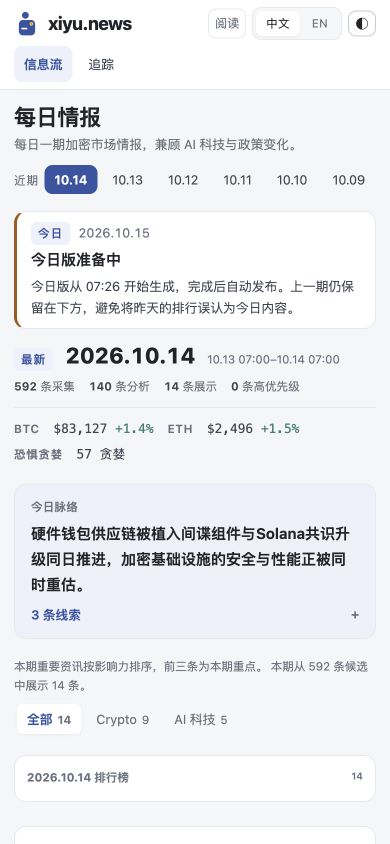 xiyu.news 阅读 中文 EN
信息流 追踪
每日情报
每日一期加密市场情报，兼顾 AI 科技与政策变化。
近期 10.14 10.13 10.12 10.11 10.10 10.09
今日 2026.10.15
今日版准备中
今日版从 07:26 开始生成，完成后自动发布。上一期仍保
留在下方，避免将昨天的排行误认为今日内容。
最新 2026.10.14 10.13 07:00–10.14 07:00
592 条采集 140 条分析 14 条展示 0 条高优先级
BTC $83,127 +1.4% ETH $2,496 +1.5%
恐惧贪婪 57 贪婪
今日脉络
硬件钱包供应链被植入间谍组件与Solana共识升
级同日推进，加密基础设施的安全与性能正被同
时重估。
3 条线索 +
本期重要资讯按影响力排序，前三条为本期重点。 本期从 592 条候选
中展示 14 条。
全部 14 Crypto 9 AI 科技 5
2026.10.14 排行榜 14